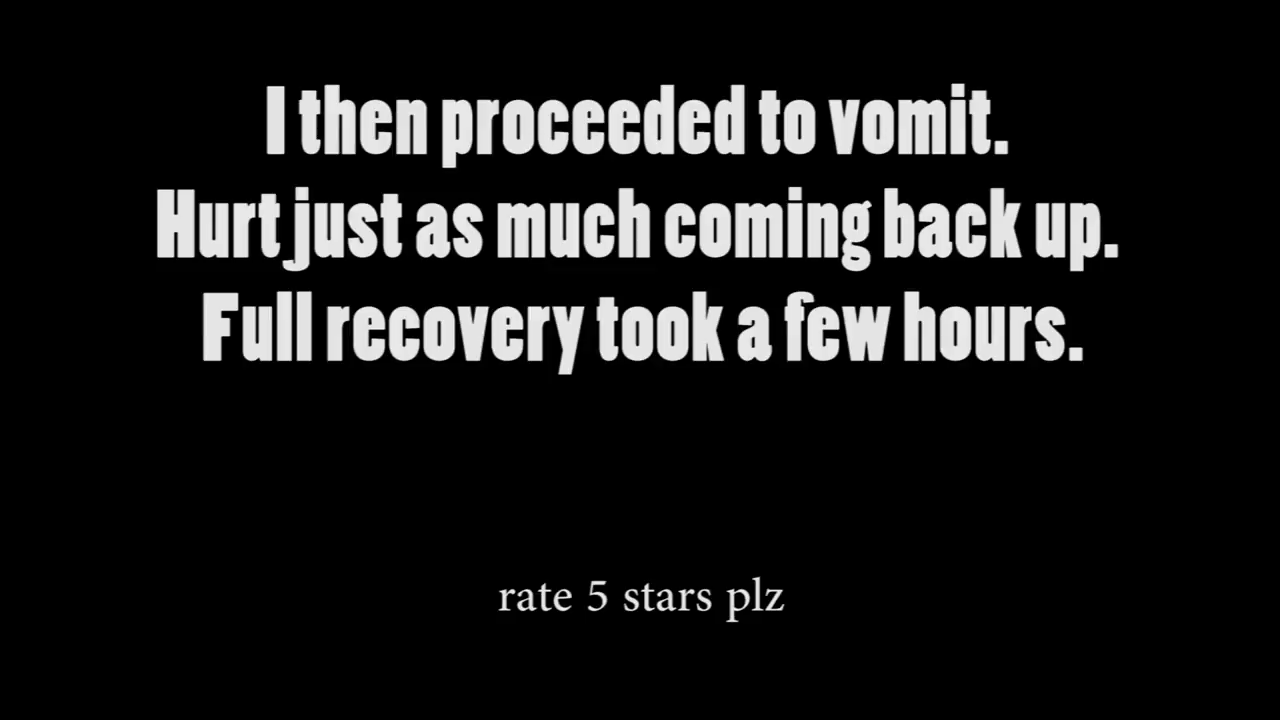 I then proceeded to vomit.
Hurt just as much coming back up.
Full recovery took a few hours.
rate 5 stars plz